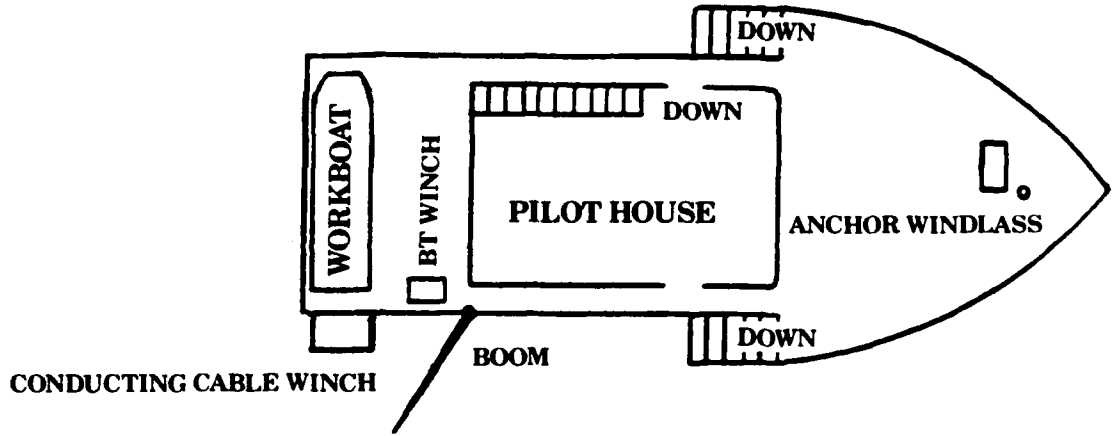 DOWN
DOWN
WORKBOAT
BT WINCH
PILOT HOUSE
ANCHOR WINDLASS
DOWN
BOOM
CONDUCTING CABLE WINCH